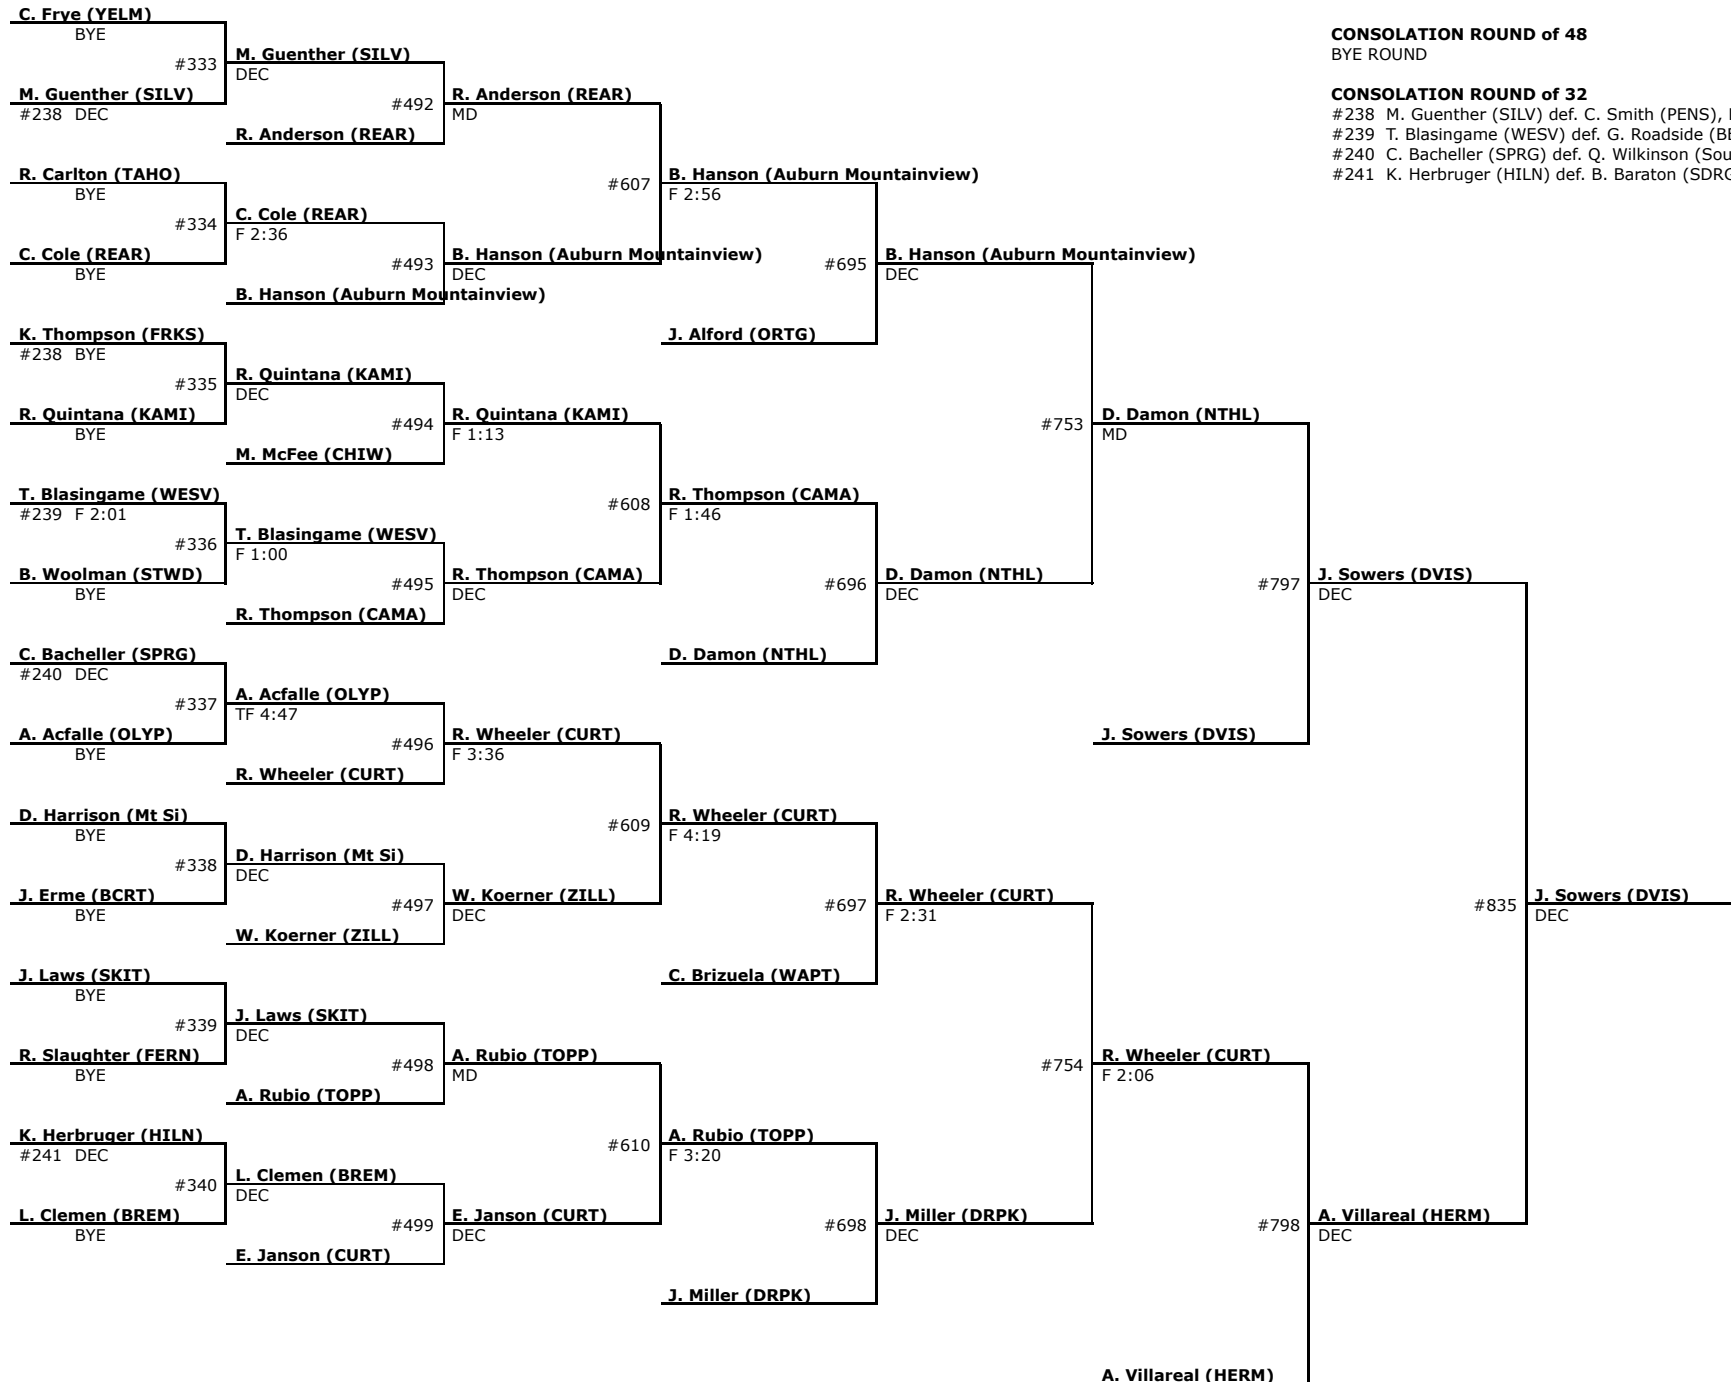 C. Frye (YELM)
BYE
#333
M. Guenther (SILV)
DEC
M. Guenther (SILV)
#238 DEC
#492
R. Anderson (REAR)
MD
R. Anderson (REAR)
R. Carlton (TAHO)
BYE
#607
B. Hanson (Auburn Mountainview)
F 2:56
#334
C. Cole (REAR)
F 2:36
C. Cole (REAR)
BYE
#493
B. Hanson (Auburn Mountainview)
DEC
#695
B. Hanson (Auburn Mountainview)
DEC
B. Hanson (Auburn Mountainview)
K. Thompson (FRKS)
#238 BYE
J. Alford (ORTG)
#335
R. Quintana (KAMI)
DEC
R. Quintana (KAMI)
BYE
#494
R. Quintana (KAMI)
F 1:13
#753
D. Damon (NTHL)
MD
M. McFee (CHIW)
T. Blasingame (WESV)
#239 F 2:01
#608
R. Thompson (CAMA)
F 1:46
#336
T. Blasingame (WESV)
F 1:00
B. Woolman (STWD)
BYE
#495
R. Thompson (CAMA)
DEC
#696
D. Damon (NTHL)
DEC
#797
J. Sowers (DVIS)
DEC
R. Thompson (CAMA)
C. Bacheller (SPRG)
#240 DEC
D. Damon (NTHL)
#337
A. Acfalle (OLYP)
TF 4:47
A. Acfalle (OLYP)
BYE
#496
R. Wheeler (CURT)
F 3:36
J. Sowers (DVIS)
R. Wheeler (CURT)
D. Harrison (Mt Si)
BYE
#609
R. Wheeler (CURT)
F 4:19
#338
D. Harrison (Mt Si)
DEC
J. Erme (BCRT)
BYE
#497
W. Koerner (ZILL)
DEC
#697
R. Wheeler (CURT)
F 2:31
#835
J. Sowers (DVIS)
DEC
W. Koerner (ZILL)
J. Laws (SKIT)
BYE
C. Brizuela (WAPT)
#339
J. Laws (SKIT)
DEC
R. Slaughter (FERN)
BYE
#498
A. Rubio (TOPP)
MD
#754
R. Wheeler (CURT)
F 2:06
A. Rubio (TOPP)
K. Herbruger (HILN)
#241 DEC
#610
A. Rubio (TOPP)
F 3:20
#340
L. Clemen (BREM)
DEC
L. Clemen (BREM)
BYE
#499
E. Janson (CURT)
DEC
#698
J. Miller (DRPK)
DEC
#798
A. Villareal (HERM)
DEC
E. Janson (CURT)
J. Miller (DRPK)
A. Villareal (HERM)
CONSOLATION ROUND of 48
BYE ROUND
CONSOLATION ROUND of 32
#238 M. Guenther (SILV) def. C. Smith (PENS),
#239 T. Blasingame (WESV) def. G. Roadside
#240 C. Bacheller (SPRG) def. Q. Wilkinson (Sou
#241 K. Herbruger (HILN) def. B. Baraton